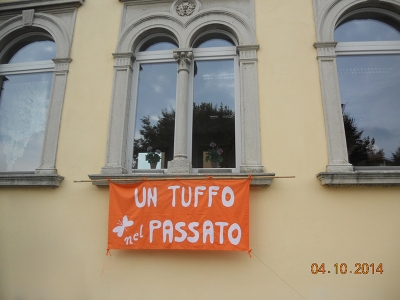 UN TUFFO
nel PASSATO
04.10.2014